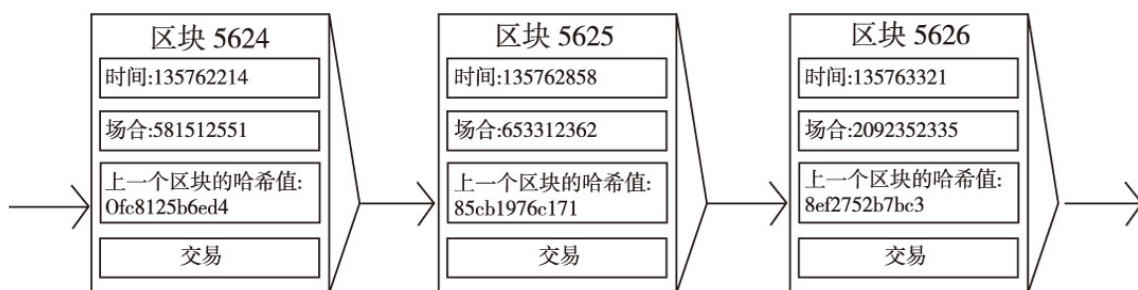 区块 5624
时间:135762214
场合:581512551
上一个区块的哈希值:
Ofc8125b6ed4
交易
区块 5625
时间:135762858
场合:653312362
上一个区块的哈希值:
85cb1976c171
交易
区块 5626
时间:135763321
场合:2092352335
上一个区块的哈希值:
8ef2752b7bc3
交易